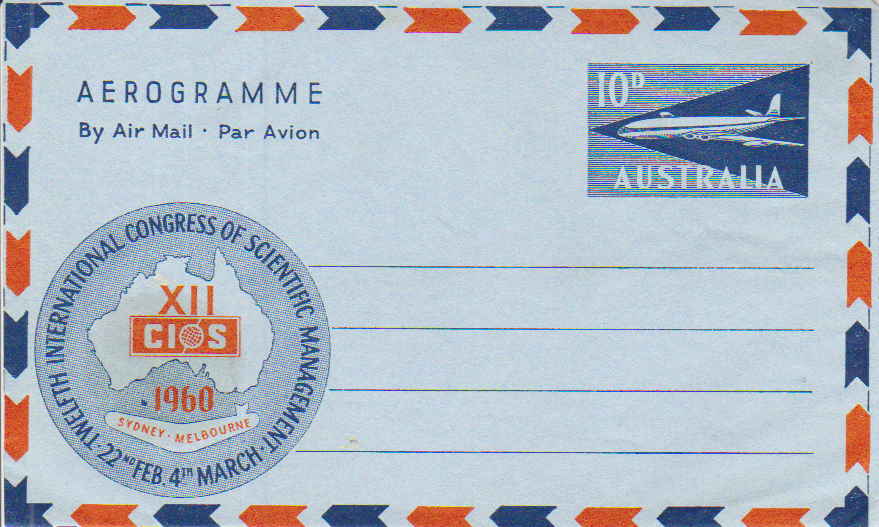 AEROGRAMME
By Air Mail · Par Avion
10D
AUSTRALIA
TWELFTH INTERNATIONAL CONGRESS OF SCIENTIFIC MANAGEMENT ·
XII
CIOS
1960
SYDNEY · MELBOURNE
· 22ND FEB. 4TH MARCH ·